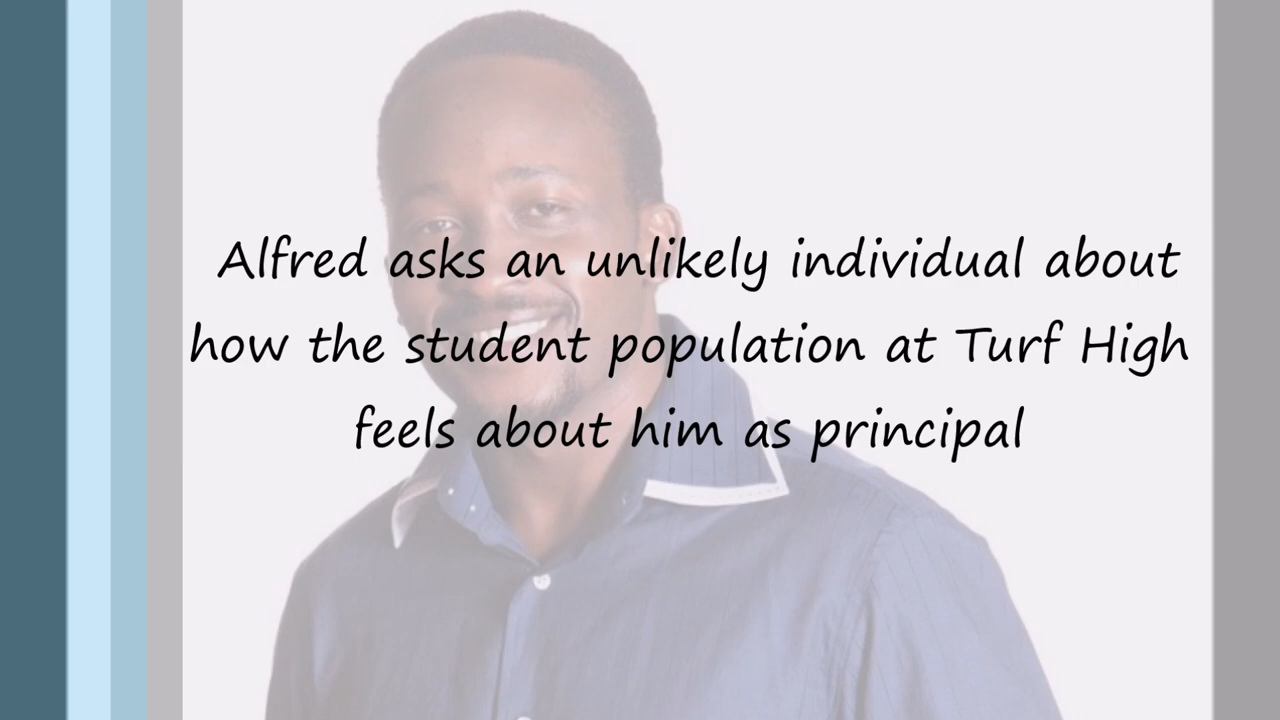 Alfred asks an unlikely individual about
how the student population at Turf High
feels about him as principal